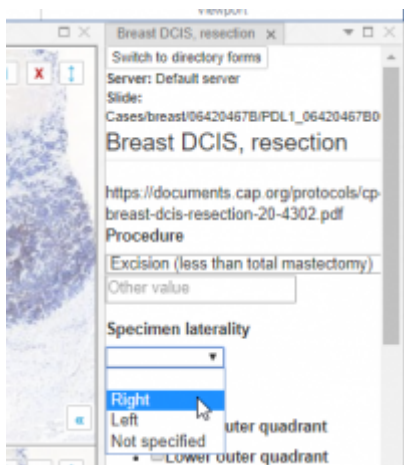 viewport
Breast DCIS, resection x
Switch to directory forms
Server: Default server
Slide:
Cases/breast/06420467B/PDL1_06420467B0
Breast DCIS, resection
https://documents.cap.org/protocols/cp-
breast-dcis-resection-20-4302.pdf
Procedure
Excision (less than total mastectomy)
Other value
Specimen laterality
Right
Left
Not specified
uter quadrant
Lower outer quadrant